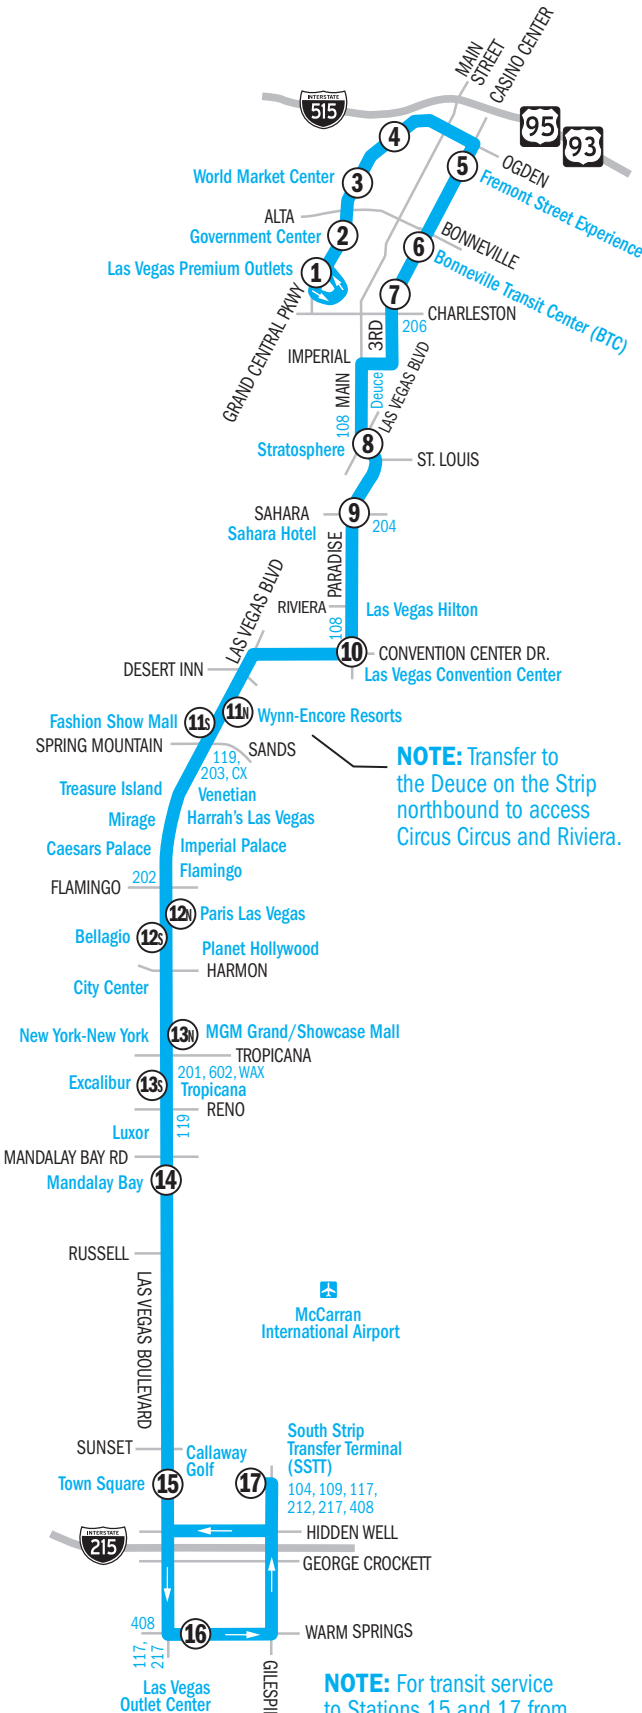 MAIN
STREET
CASINO CENTER
INTERSTATE
515
95
93
4
OGDEN
5
World Market Center
3
Fremont Street Experience
ALTA
Government Center
2
BONNEVILLE
6
Bonneville Transit Center (BTC)
Las Vegas Premium Outlets
1
GRAND CENTRAL PKWY
7
CHARLESTON
206
3RD
IMPERIAL
MAIN
Deuce
LAS VEGAS BLVD
108
Stratosphere
8
ST. LOUIS
SAHARA
9
Sahara Hotel
204
PARADISE
LAS VEGAS BLVD
RIVIERA
Las Vegas Hilton
108
10
CONVENTION CENTER DR.
DESERT INN
Las Vegas Convention Center
Fashion Show Mall
11S
11N
Wynn-Encore Resorts
SPRING MOUNTAIN
SANDS
119,
203, CX
NOTE: Transfer to
the Deuce on the Strip
northbound to access
Circus Circus and Riviera.
Treasure Island
Venetian
Mirage
Harrah's Las Vegas
Caesars Palace
Imperial Palace
Flamingo
202
FLAMINGO
12N
Paris Las Vegas
Bellagio
12S
Planet Hollywood
HARMON
City Center
New York-New York
13N
MGM Grand/Showcase Mall
TROPICANA
201, 602, WAX
Excalibur
13S
Tropicana
RENO
Luxor
119
MANDALAY BAY RD
Mandalay Bay
14
RUSSELL
LAS VEGAS BOULEVARD
McCarran
International Airport
SUNSET
Callaway
Golf
South Strip
Transfer Terminal
(SSTT)
Town Square
15
17
104, 109, 117,
212, 217, 408
HIDDEN WELL
INTERSTATE
215
GEORGE CROCKETT
408
16
WARM SPRINGS
117,
217
Las Vegas
Outlet Center
NOTE: For transit service
to Stations 15 and 17 from